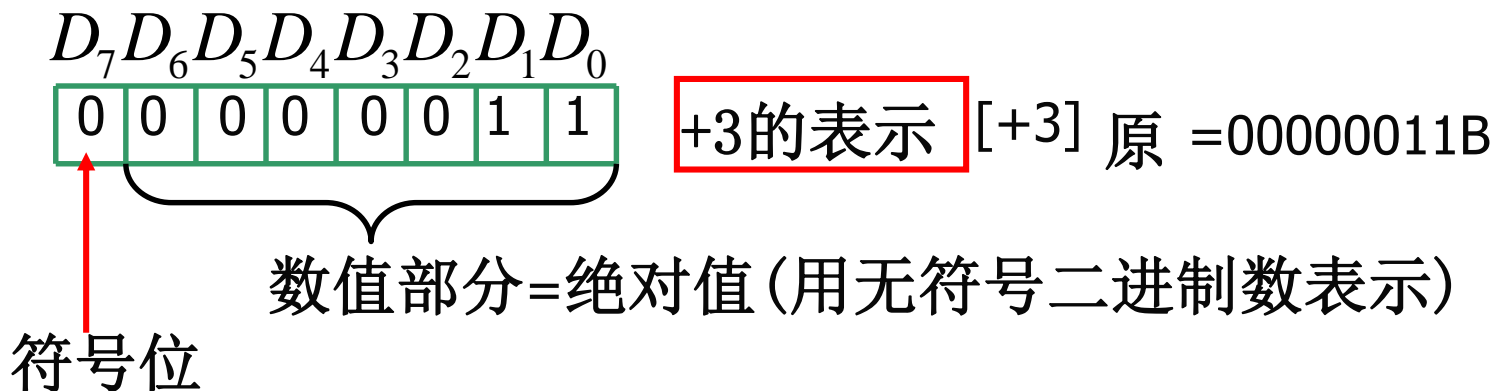 D7D6D5D4D3D2D1D0
0 0 0 0 0 0 1 1 +3的表示 [+3] 原 =00000011B
数值部分=绝对值(用无符号二进制数表示)
符号位